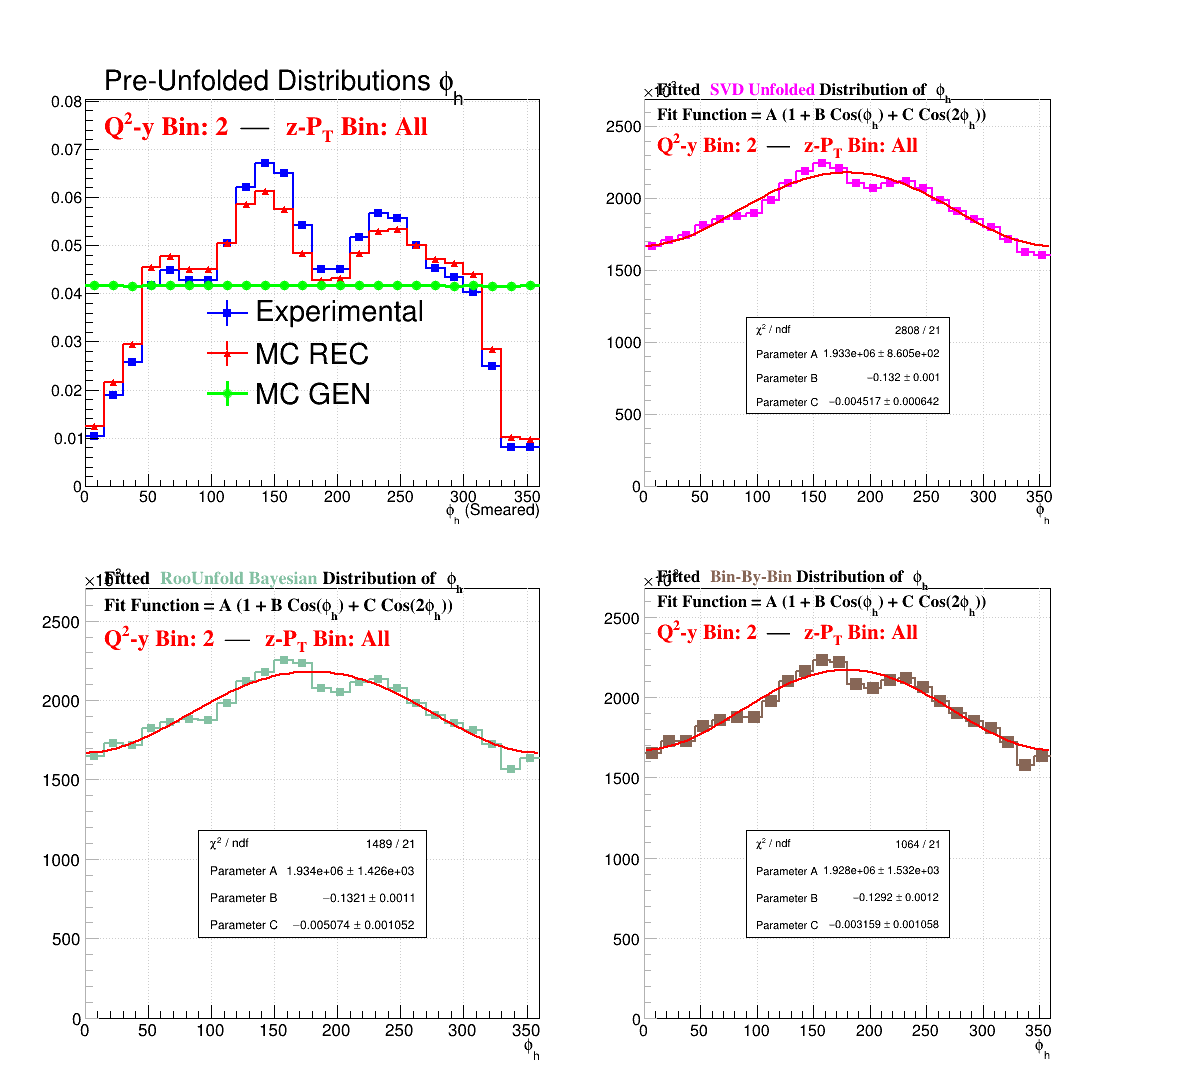 Pre-Unfolded Distributions ϕh
Q2-y Bin: 2 — z-PT Bin: All
0.08
0.07
0.06
0.05
0.04
0.03
0.02
0.01
0
Experimental
MC REC
MC GEN
0 50 100 150 200 250 300 350
ϕh (Smeared)
Fitted SVD Unfolded Distribution of ϕh
Fit Function = A (1 + B Cos(ϕh) + C Cos(2ϕh))
Q2-y Bin: 2 — z-PT Bin: All
2500
2000
1500
1000
500
0
χ2 / ndf 2808 / 21
Parameter A 1.933e+06 ± 8.605e+02
Parameter B −0.132 ± 0.001
Parameter C −0.004517 ± 0.000642
0 50 100 150 200 250 300 350
ϕh
Fitted RooUnfold Bayesian Distribution of ϕh
Fit Function = A (1 + B Cos(ϕh) + C Cos(2ϕh))
Q2-y Bin: 2 — z-PT Bin: All
2500
2000
1500
1000
500
0
χ2 / ndf 1489 / 21
Parameter A 1.934e+06 ± 1.426e+03
Parameter B −0.1321 ± 0.0011
Parameter C −0.005074 ± 0.001052
0 50 100 150 200 250 300 350
ϕh
Fitted Bin-By-Bin Distribution of ϕh
Fit Function = A (1 + B Cos(ϕh) + C Cos(2ϕh))
Q2-y Bin: 2 — z-PT Bin: All
2500
2000
1500
1000
500
0
χ2 / ndf 1064 / 21
Parameter A 1.928e+06 ± 1.532e+03
Parameter B −0.1292 ± 0.0012
Parameter C −0.003159 ± 0.001058
0 50 100 150 200 250 300 350
ϕh